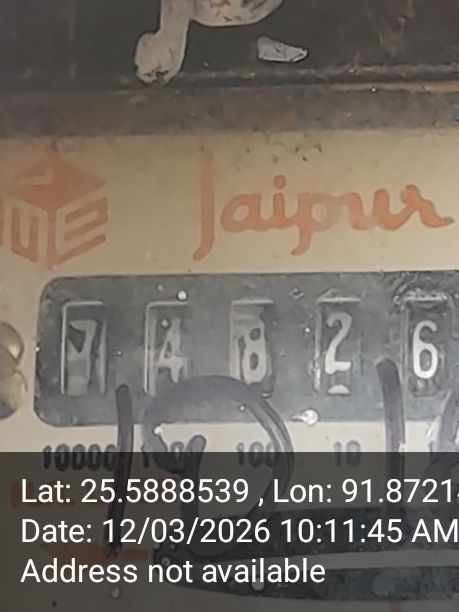 Jaipur
7 4 8 2 6
10000 100 10
Lat: 25.5888539 , Lon: 91.8721
Date: 12/03/2026 10:11:45 AM
Address not available